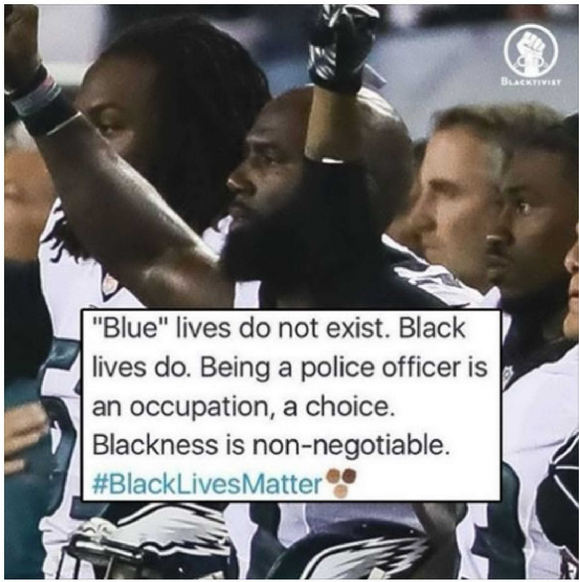 BLACKTIVIST
"Blue" lives do not exist. Black
lives do. Being a police officer is
an occupation, a choice.
Blackness is non-negotiable.
#BlackLivesMatter